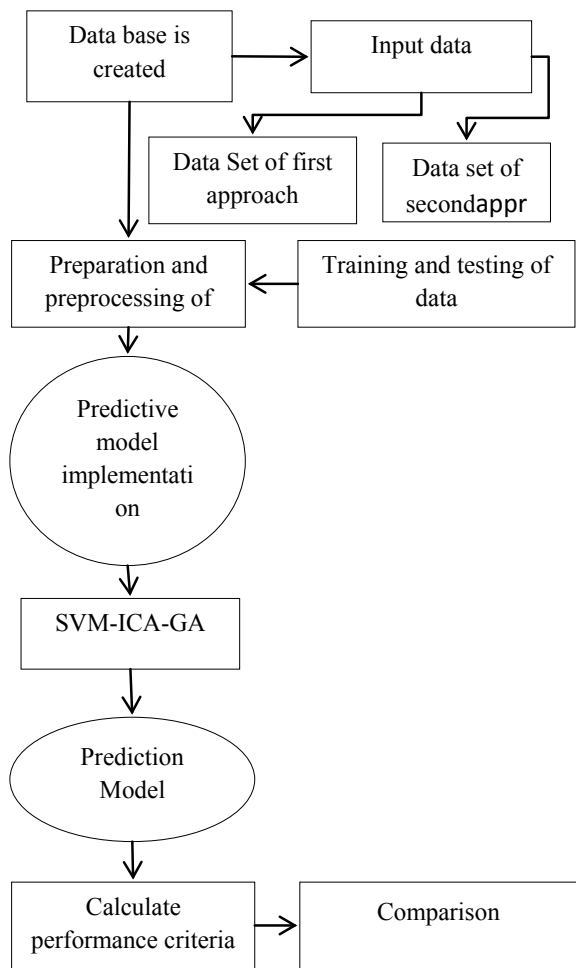 Data base is
created
Input data
Data Set of first
approach
Data set of
secondappr
Preparation and
preprocessing of
Training and testing of
data
Predictive
model
implementati
on
SVM-ICA-GA
Prediction
Model
Calculate
performance criteria
Comparison